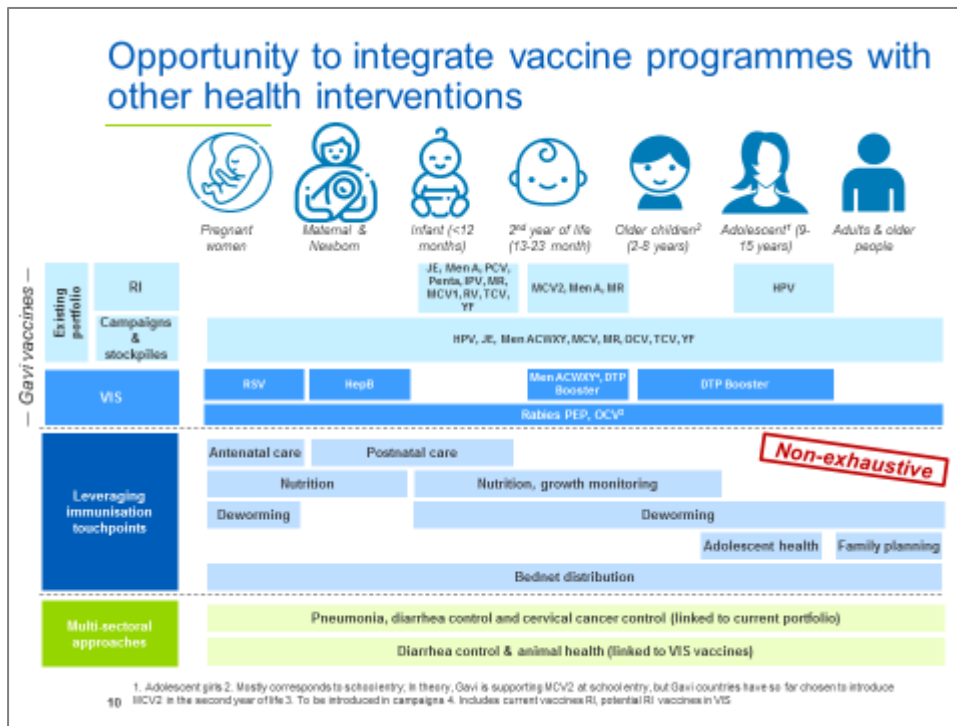 Opportunity to integrate vaccine programmes with
other health interventions
Pregnant
women
Maternal &
Newborn
Infant (<12
months)
2nd year of life
(13-23 month)
Older children2
(2-8 years)
Adolescent1 (9-
15 years)
Adults & older
people
— Gavi vaccines —
Existing
portfolio
RI
JE, Men A, PCV,
Penta, IPV, MR,
MCV1, RV, TCV,
YF
MCV2, Men A, MR
HPV
Campaigns
&
stockpiles
HPV, JE, Men ACWXY, MCV, MR, OCV, TCV, YF
VIS
RSV
HepB
Men ACWXY4, DTP
Booster
DTP Booster
Rabies PEP, OCV3
Non-exhaustive
Leveraging
immunisation
touchpoints
Antenatal care
Postnatal care
Nutrition
Nutrition, growth monitoring
Deworming
Deworming
Adolescent health
Family planning
Bednet distribution
Multi-sectoral
approaches
Pneumonia, diarrhea control and cervical cancer control (linked to current portfolio)
Diarrhea control & animal health (linked to VIS vaccines)
1. Adolescent girls 2. Mostly corresponds to school entry; in theory, Gavi is supporting MCV2 at school entry, but Gavi countries have so far chosen to introduce
MCV2 in the second year of life 3. To be introduced in campaigns 4. Includes current vaccines RI, potential RI vaccines in VIS
10